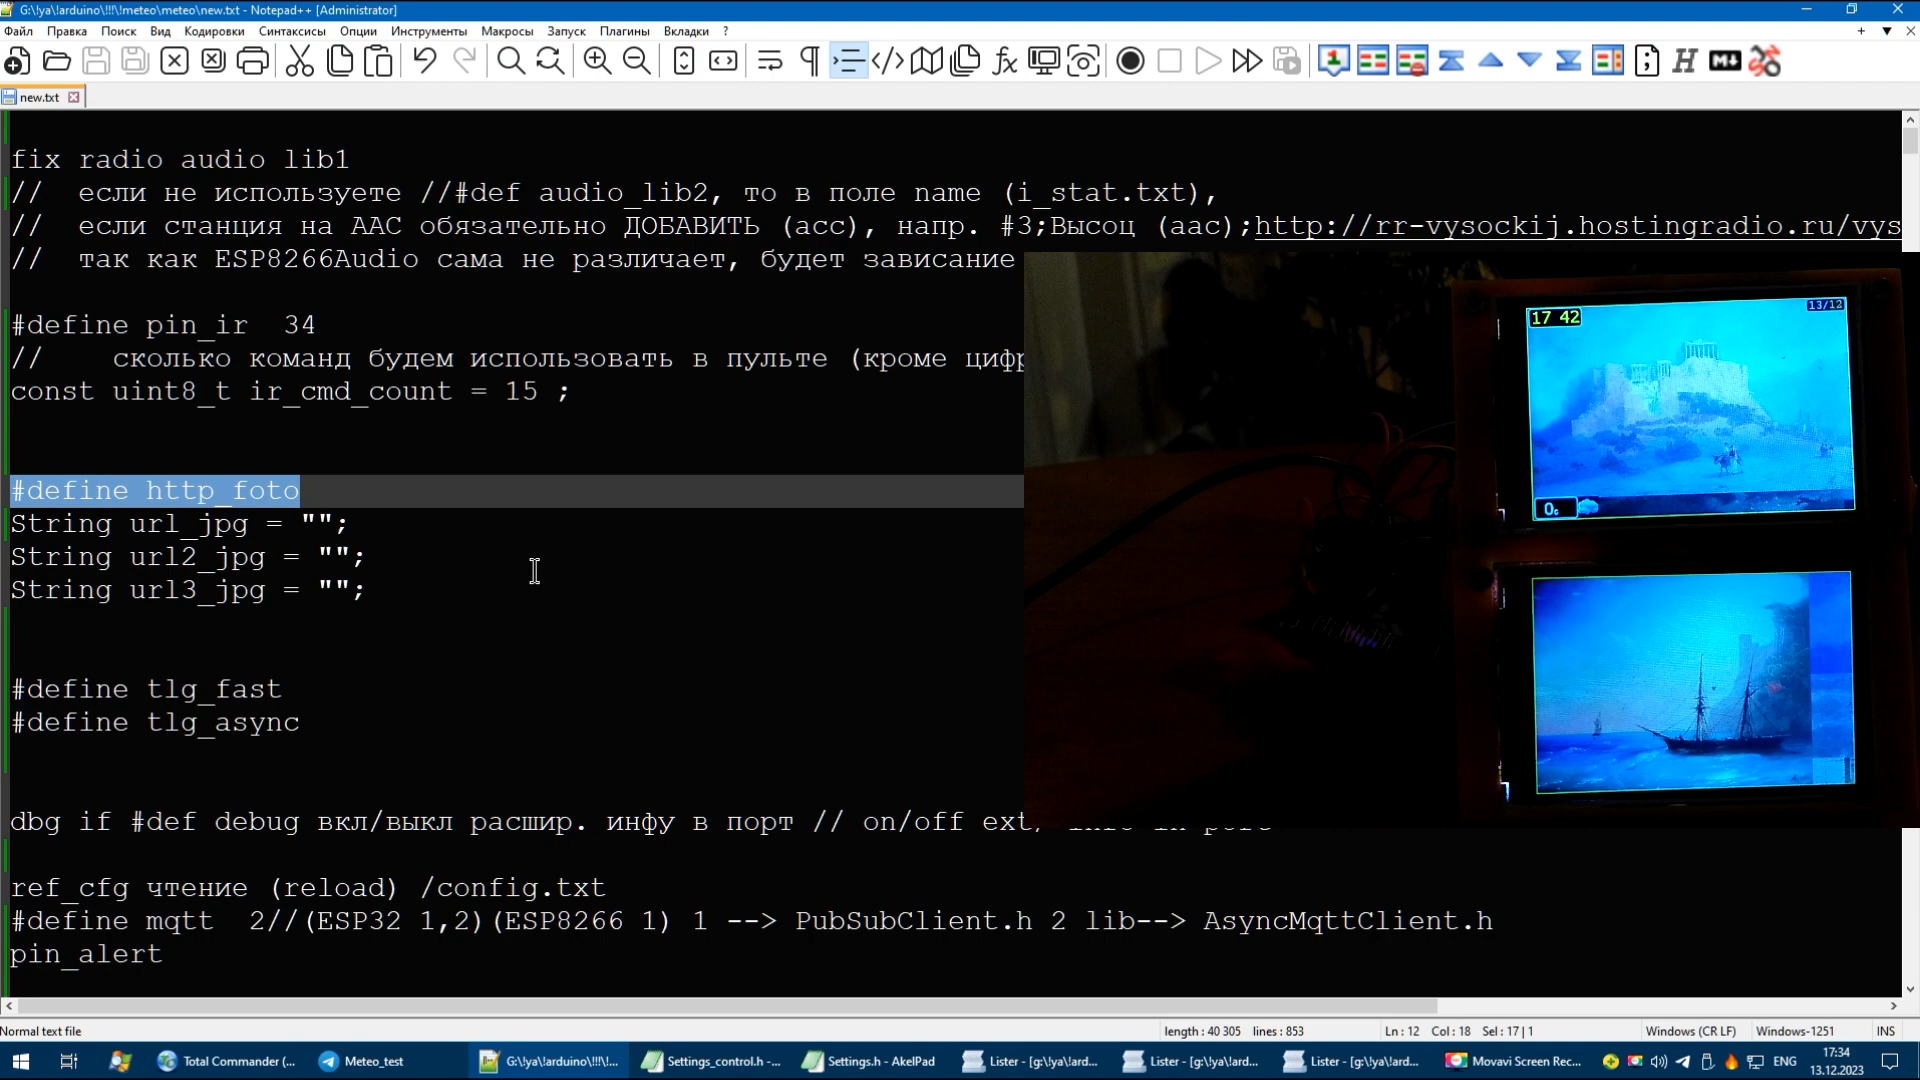 G:\!ya\!arduino\!!!\!meteo\meteo\new.txt - Notepad++ [Administrator]
Файл Правка Поиск Вид Кодировки Синтаксисы Опции Инструменты Макросы Запуск Плагины Вкладки ?
new.txt
fix radio audio lib1
// если не используете //#def audio_lib2, то в поле name (i_stat.txt),
// если станция на AAC обязательно ДОБАВИТЬ (acc), напр. #3;Высоц (aac);http://rr-vysockij.hostingradio.ru/vys
// так как ESP8266Audio сама не различает, будет зависание
#define pin_ir 34
// сколько команд будем использовать в пульте (кроме цифр
const uint8_t ir_cmd_count = 15 ;
#define http_foto
String url_jpg = "";
String url2_jpg = "";
String url3_jpg = "";
#define tlg_fast
#define tlg_async
dbg if #def debug вкл/выкл расшир. инфу в порт // on/off ext/
ref_cfg чтение (reload) /config.txt
#define mqtt 2//(ESP32 1,2)(ESP8266 1) 1 --> PubSubClient.h 2 lib--> AsyncMqttClient.h
pin_alert
17 42
13/12
0c
Normal text file
length : 40 305 lines : 853
Ln : 12 Col : 18 Sel : 17 | 1
Windows (CR LF)
Windows-1251
INS
Total Commander (...
Meteo_test
G:\!ya\!arduino\!!!\!...
Settings_control.h -...
Settings.h - AkelPad
Lister - [g:\!ya\!ard...
Lister - [g:\!ya\!ard...
Lister - [g:\!ya\!ard...
Movavi Screen Rec...
ENG
17:34
13.12.2023